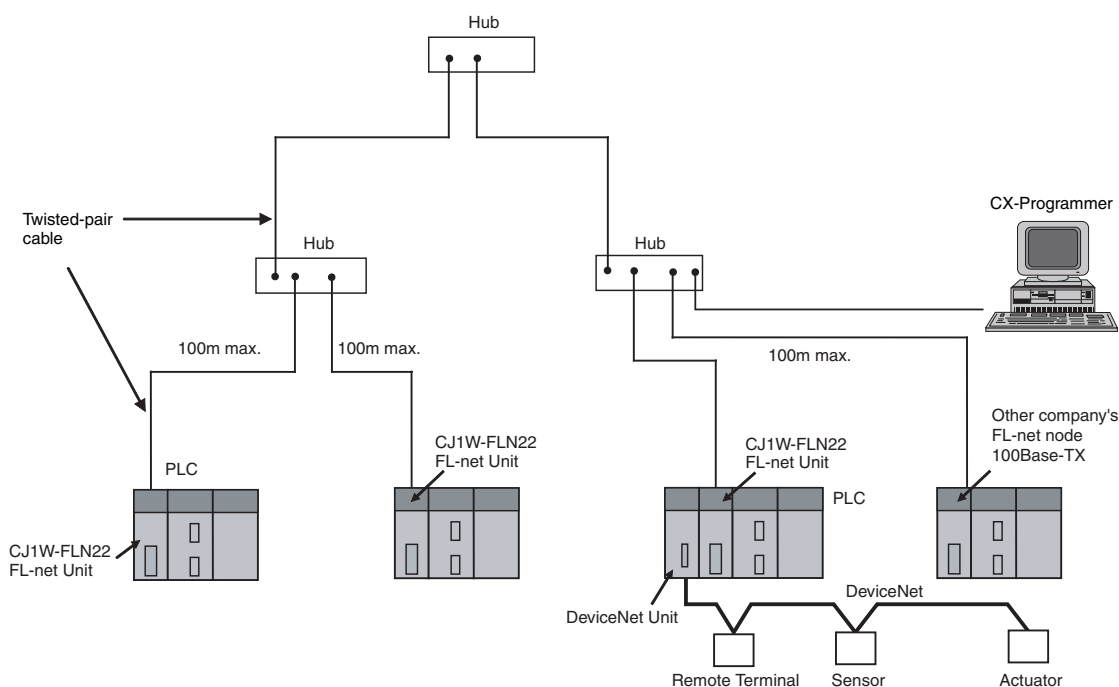 Hub
CX-Programmer
Twisted-pair
cable
Hub
Hub
100m max.
100m max.
100m max.
Other company's
FL-net node
100Base-TX
CJ1W-FLN22
FL-net Unit
CJ1W-FLN22
FL-net Unit
PLC
PLC
CJ1W-FLN22
FL-net Unit
DeviceNet
DeviceNet Unit
Remote Terminal
Sensor
Actuator